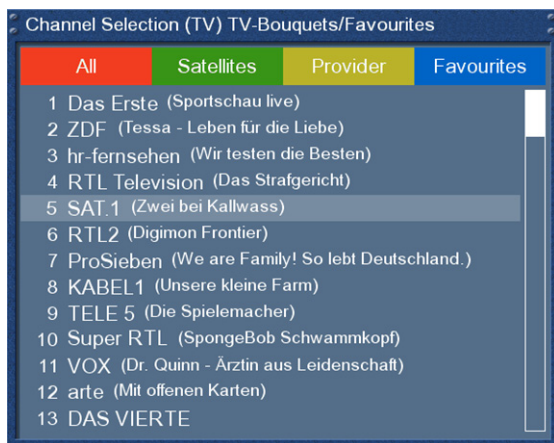 Channel Selection (TV) TV-Bouquets/Favourites
All Satellites Provider Favourites
1 Das Erste (Sportschau live)
2 ZDF (Tessa - Leben für die Liebe)
3 hr-fernsehen (Wir testen die Besten)
4 RTL Television (Das Strafgericht)
5 SAT.1 (Zwei bei Kallwass)
6 RTL2 (Digimon Frontier)
7 ProSieben (We are Family! So lebt Deutschland.)
8 KABEL1 (Unsere kleine Farm)
9 TELE 5 (Die Spielemacher)
10 Super RTL (SpongeBob Schwammkopf)
11 VOX (Dr. Quinn - Ärztin aus Leidenschaft)
12 arte (Mit offenen Karten)
13 DAS VIERTE